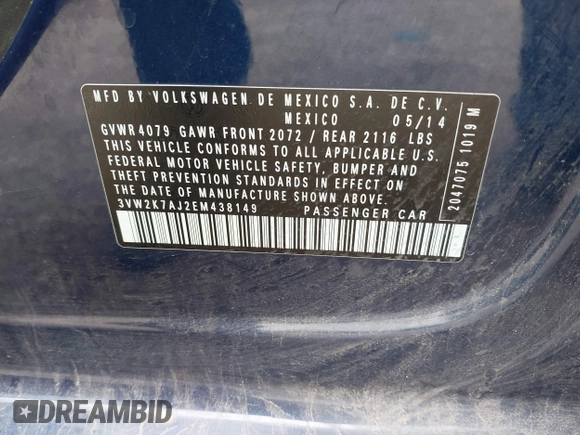 MFD BY VOLKSWAGEN DE MEXICO S.A. DE C.V.
MEXICO 05/14
GVWR4079 GAWR FRONT 2072 / REAR 2116 LBS
THIS VEHICLE CONFORMS TO ALL APPLICABLE U.S.
FEDERAL MOTOR VEHICLE SAFETY, BUMPER AND
THEFT PREVENTION STANDARDS IN EFFECT ON
THE DATE OF MANUFACTURE SHOWN ABOVE.
3VW2K7AJ2EM438149 PASSENGER CAR
2047075 1019 M
DREAMBID